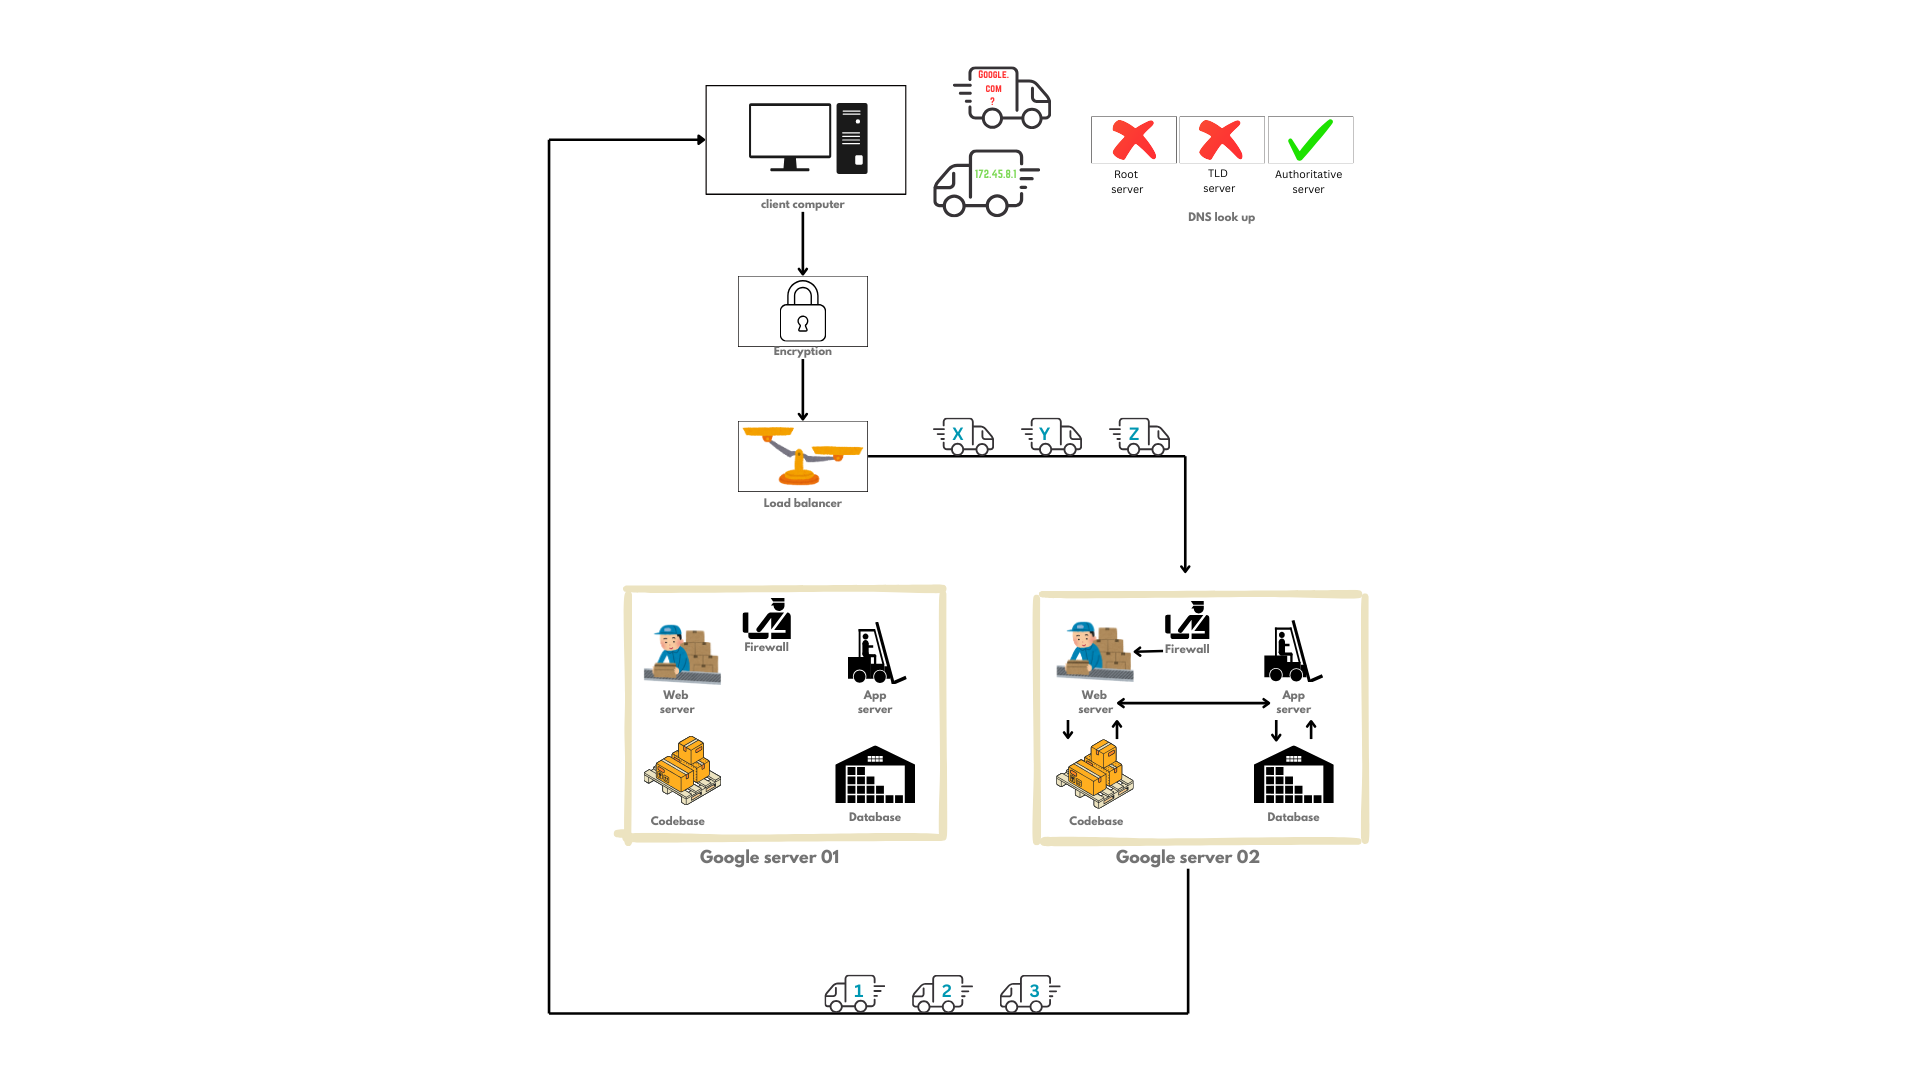 GOOGLE.
COM
?
172.45.8.1
client computer
Root
server
TLD
server
Authoritative
server
DNS look up
Encryption
X
Y
Z
Load balancer
Firewall
Web
server
App
server
Codebase
Database
Google server 01
Firewall
Web
server
App
server
Codebase
Database
Google server 02
1
2
3